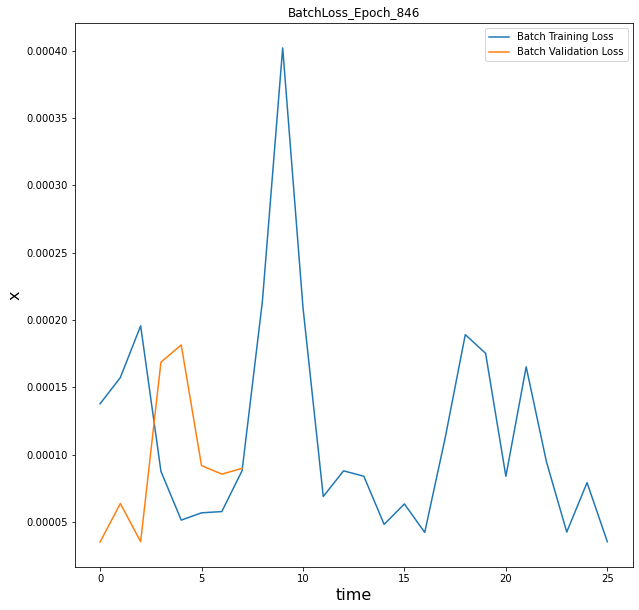 BatchLoss_Epoch_846
Batch Training Loss
Batch Validation Loss
0.00040
0.00035
0.00030
0.00025
0.00020
0.00015
0.00010
0.00005
x
0 5 10 15 20 25
time